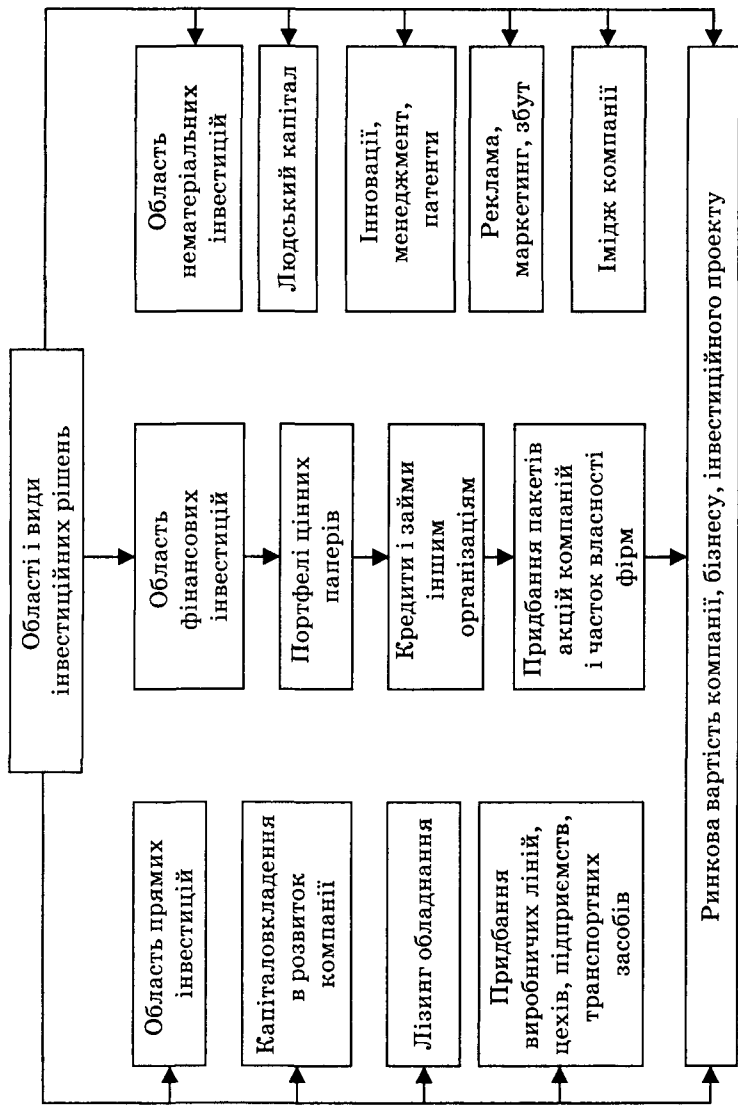 Області і види
інвестиційних рішень
Область прямих
інвестицій
Капіталовкладення
в розвиток
компанії
Лізинг обладнання
Придбання
виробничих ліній,
цехів, підприємств,
транспортних
засобів
Область
фінансових
інвестицій
Портфелі цінних
паперів
Кредити і займи
іншим
організаціям
Придбання пакетів
акцій компаній
і часток власності
фірм
Область
нематеріальних
інвестицій
Людський капітал
Інновації,
менеджмент,
патенти
Реклама,
маркетинг, збут
Імідж компанії
Ринкова вартість компанії, бізнесу, інвестиційного проекту